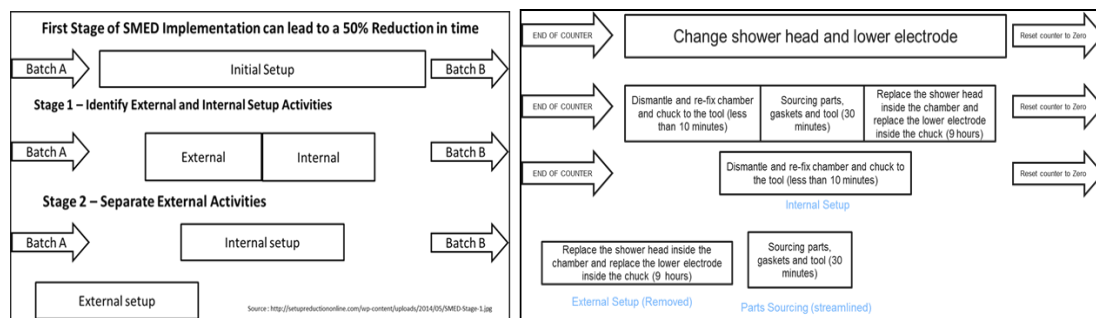 First Stage of SMED Implementation can lead to a 50% Reduction in time
Batch A
Initial Setup
Batch B
Stage 1 – Identify External and Internal Setup Activities
Batch A
External
Internal
Batch B
Stage 2 – Separate External Activities
Batch A
Internal setup
Batch B
External setup
Source : http://setupreductiononline.com/wp-content/uploads/2014/05/SMED-Stage-1.jpg
END OF COUNTER
Change shower head and lower electrode
Reset counter to Zero
END OF COUNTER
Dismantle and re-fix chamber
and chuck to the tool (less
than 10 minutes)
Sourcing parts,
gaskets and tool (30
minutes)
Replace the shower head
inside the chamber and
replace the lower electrode
inside the chuck (9 hours)
Reset counter to Zero
END OF COUNTER
Dismantle and re-fix chamber and chuck to
the tool (less than 10 minutes)
Reset counter to Zero
Internal Setup
Replace the shower head inside the
chamber and replace the lower electrode
inside the chuck (9 hours)
Sourcing parts,
gaskets and tool (30
minutes)
External Setup (Removed)
Parts Sourcing (streamlined)